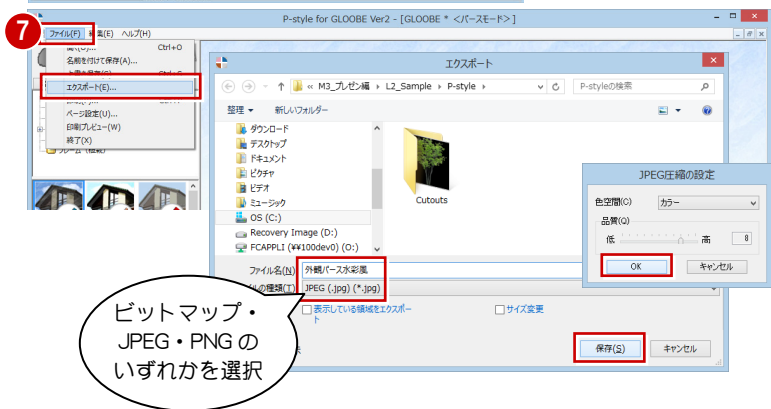 P-style for GLOOBE Ver2 - [GLOOBE * <パースモード>]
7
ファイル(F) 編集(E) ヘルプ(H)
Ctrl+O
名前を付けて保存(A)...
エクスポート(E)...
ページ設定(U)...
印刷プレビュー(W)
終了(X)
エクスポート
« M3_プレゼン編 ▸ L2_Sample ▸ P-style ▸
P-styleの検索
整理 ▼ 新しいフォルダー
ダウンロード
デスクトップ
ドキュメント
ピクチャ
ビデオ
ミュージック
OS (C:)
Recovery Image (D:)
FCAPPLI (¥¥100dev0) (O:)
Cutouts
ファイル名(N) 外観パース水彩風
の種類(T) JPEG (.jpg) (*.jpg)
表示している領域をエクスポー
ト
サイズ変更
保存(S) キャンセル
JPEG圧縮の設定
色空間(C) カラー
品質(Q)
低 高 8
OK キャンセル
ビットマップ・
JPEG・PNG の
いずれかを選択